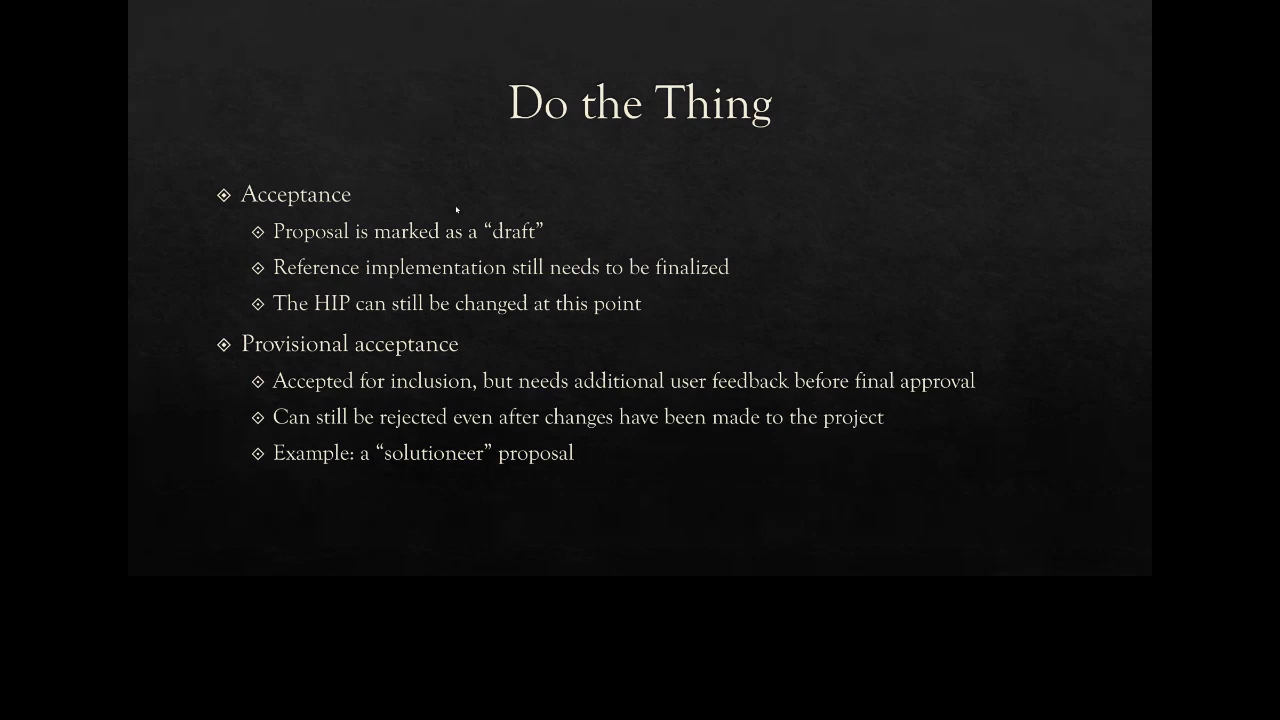 Do the Thing
Acceptance
Proposal is marked as a “draft”
Reference implementation still needs to be finalized
The HIP can still be changed at this point
Provisional acceptance
Accepted for inclusion, but needs additional user feedback before final approval
Can still be rejected even after changes have been made to the project
Example: a “solutioneer” proposal